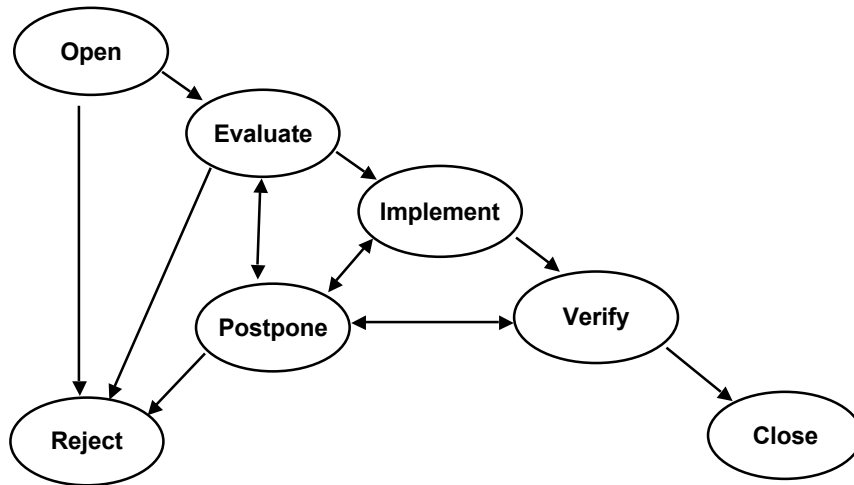 Open
Evaluate
Implement
Postpone
Verify
Reject
Close